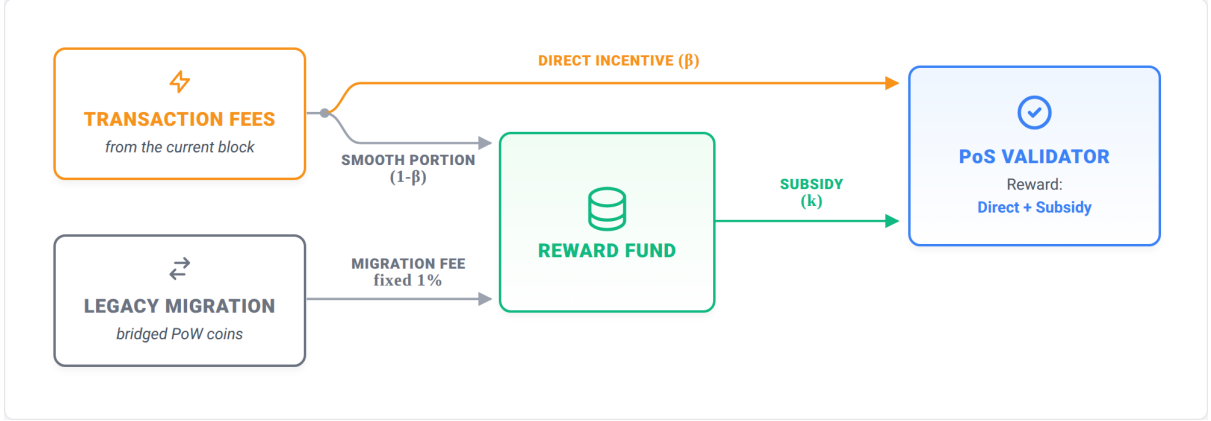 TRANSACTION FEES
from the current block
DIRECT INCENTIVE (β)
SMOOTH PORTION
(1-β)
LEGACY MIGRATION
bridged PoW coins
MIGRATION FEE
fixed 1%
REWARD FUND
SUBSIDY
(k)
PoS VALIDATOR
Reward:
Direct + Subsidy